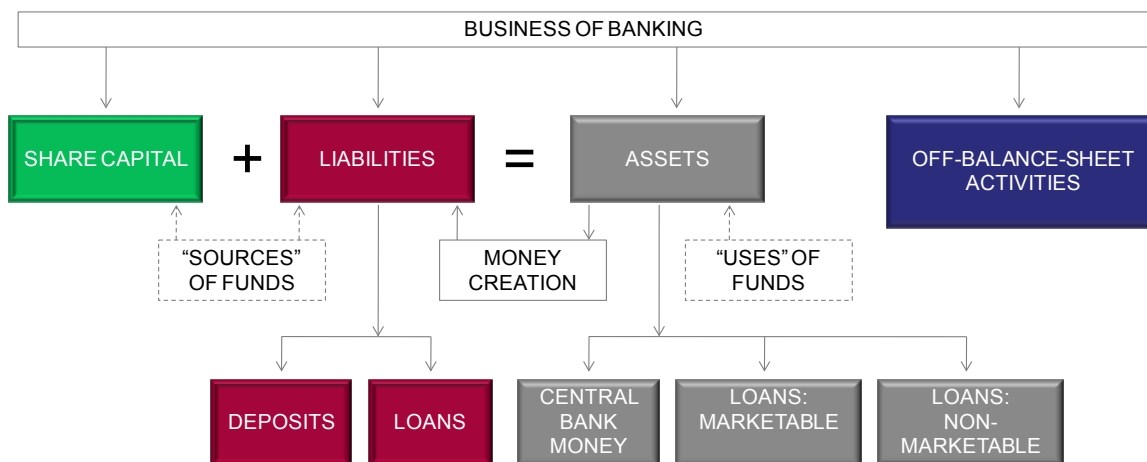 BUSINESS OF BANKING
SHARE CAPITAL
+
LIABILITIES
=
ASSETS
OFF-BALANCE-SHEET
ACTIVITIES
“SOURCES”
OF FUNDS
MONEY
CREATION
“USES” OF
FUNDS
DEPOSITS
LOANS
CENTRAL
BANK
MONEY
LOANS:
MARKETABLE
LOANS:
NON-
MARKETABLE